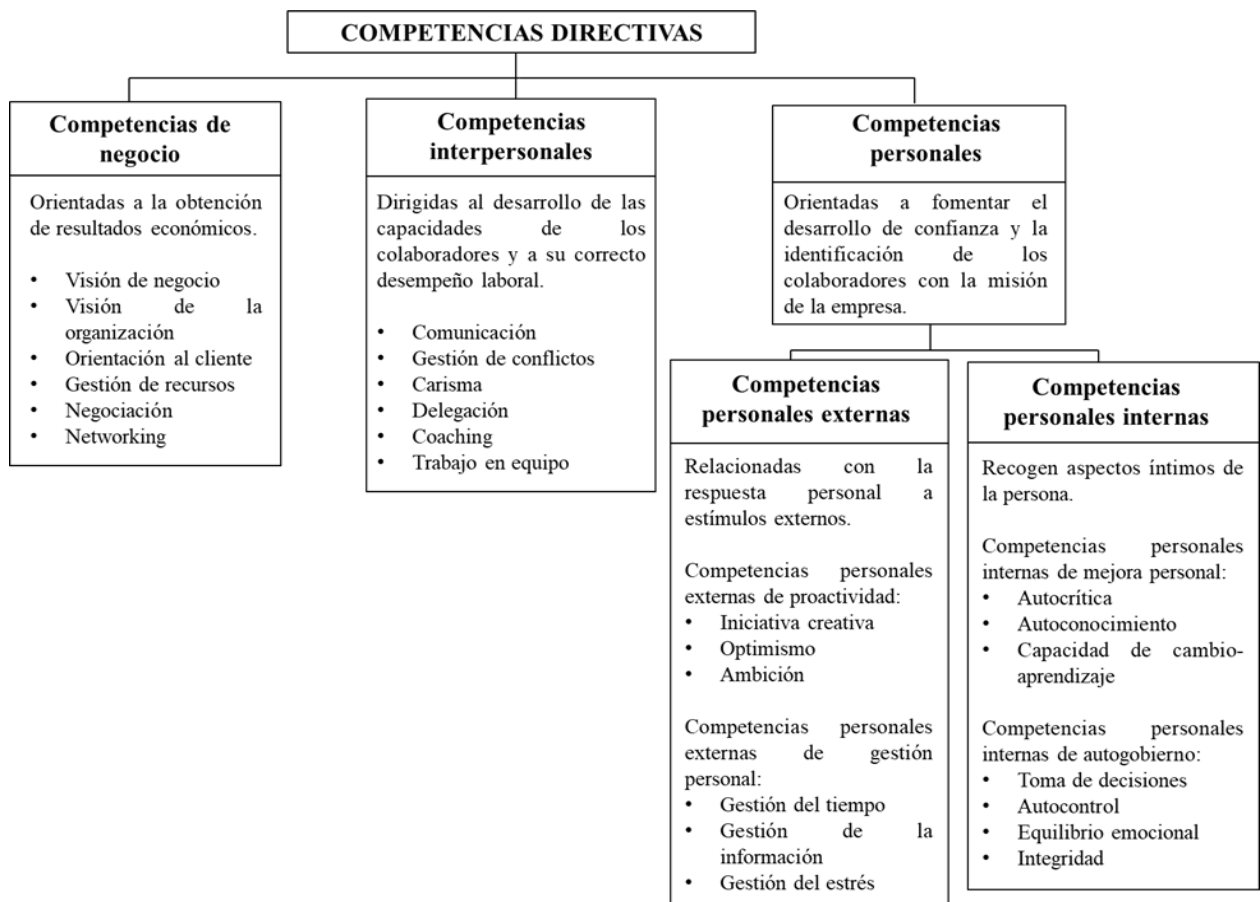 COMPETENCIAS DIRECTIVAS
Competencias de
negocio
Orientadas a la obtención
de resultados económicos.
• Visión de negocio
• Visión de la
organización
• Orientación al cliente
• Gestión de recursos
• Negociación
• Networking
Competencias
interpersonales
Dirigidas al desarrollo de las
capacidades de los
colaboradores y a su correcto
desempeño laboral.
• Comunicación
• Gestión de conflictos
• Carisma
• Delegación
• Coaching
• Trabajo en equipo
Competencias
personales
Orientadas a fomentar el
desarrollo de confianza y la
identificación de los
colaboradores con la misión
de la empresa.
Competencias
personales externas
Relacionadas con la
respuesta personal a
estímulos externos.
Competencias personales
externas de proactividad:
• Iniciativa creativa
• Optimismo
• Ambición
Competencias personales
externas de gestión
personal:
• Gestión del tiempo
• Gestión de la
información
• Gestión del estrés
Competencias
personales internas
Recogen aspectos íntimos de
la persona.
Competencias personales
internas de mejora personal:
• Autocrítica
• Autoconocimiento
• Capacidad de cambio-
aprendizaje
Competencias personales
internas de autogobierno:
• Toma de decisiones
• Autocontrol
• Equilibrio emocional
• Integridad